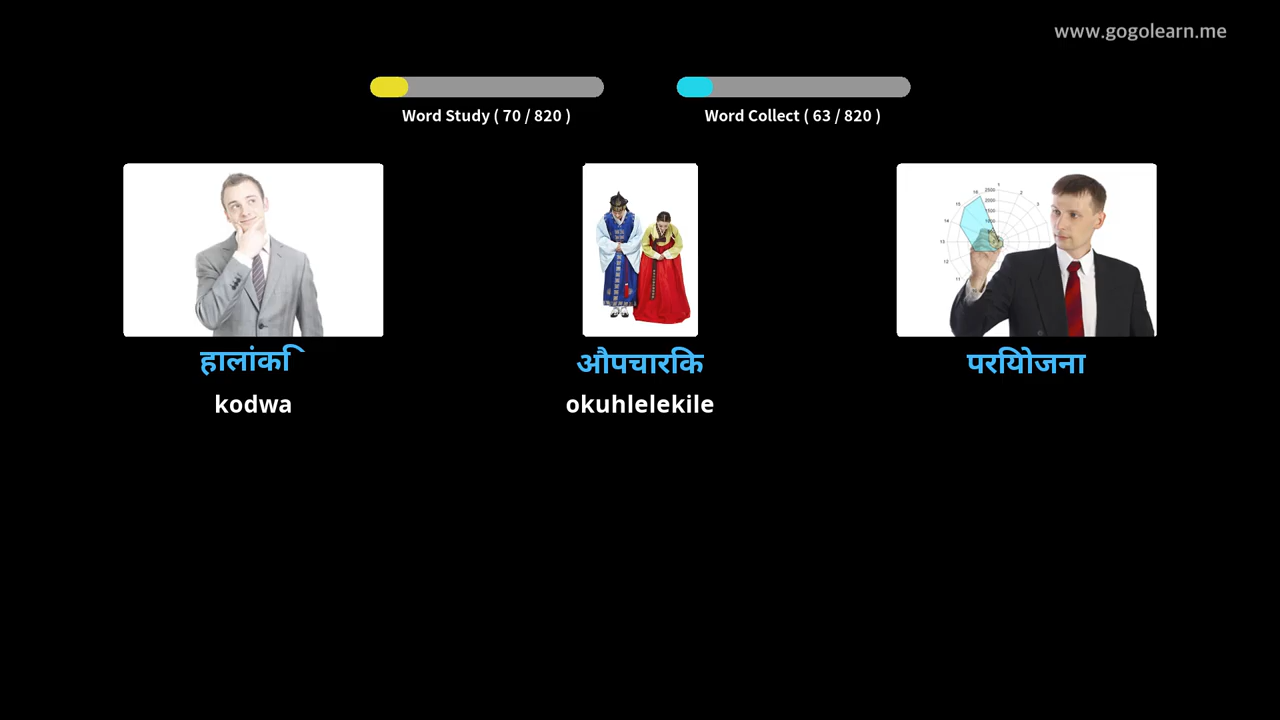 www.gogolearn.me
Word Study ( 70 / 820 )
Word Collect ( 63 / 820 )
हालांकि
औपचारिक
परियोजना
kodwa
okuhlelekile